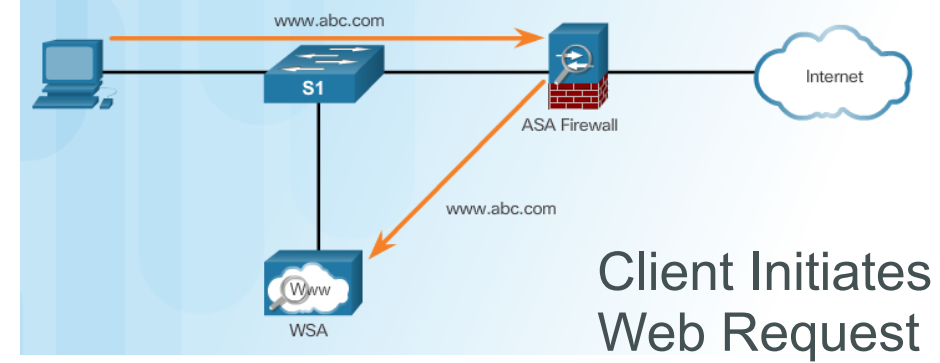 www.abc.com
S1
Internet
ASA Firewall
www.abc.com
Www
WSA
Client Initiates
Web Request